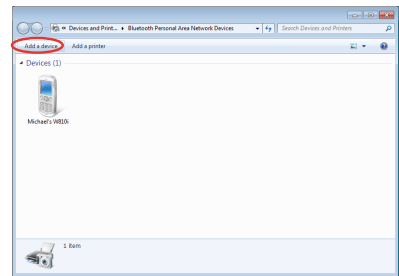 « Devices and Print... ▸ Bluetooth Personal Area Network Devices
Search Devices and Printers
Add a device
Add a printer
Devices (1)
Michael's W810i
1 item